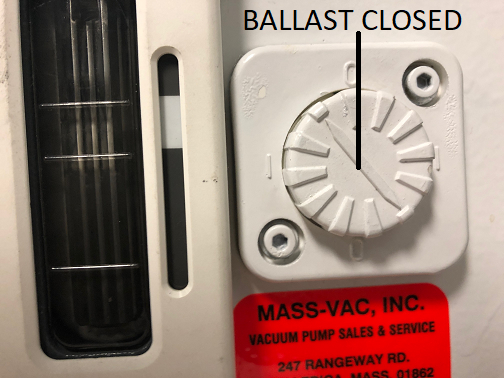 BALLAST CLOSED
O
I
I
O
MASS-VAC, INC.
VACUUM PUMP SALES & SERVICE
247 RANGEWAY RD.
MASS. 01862